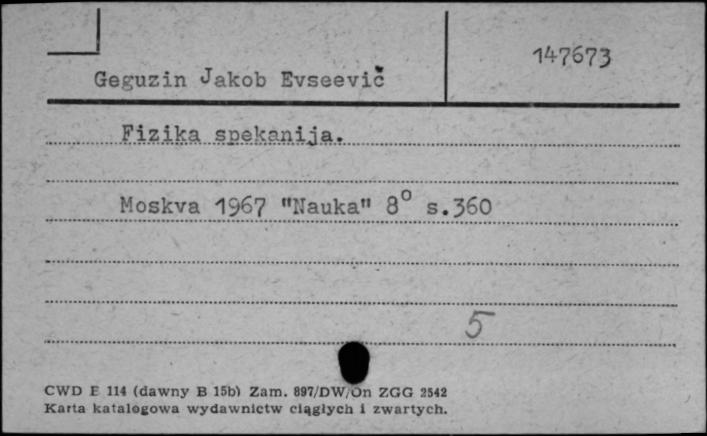 147673
Geguzin Jakob Evseevič
Fizika spekanija.
Moskva 1967 "Nauka" 8° s.360
5
CWD E 114 (dawny B 15b) Zam. 897/DW/On ZGG 2542
Karta katalogowa wydawnictw ciągłych i zwartych.